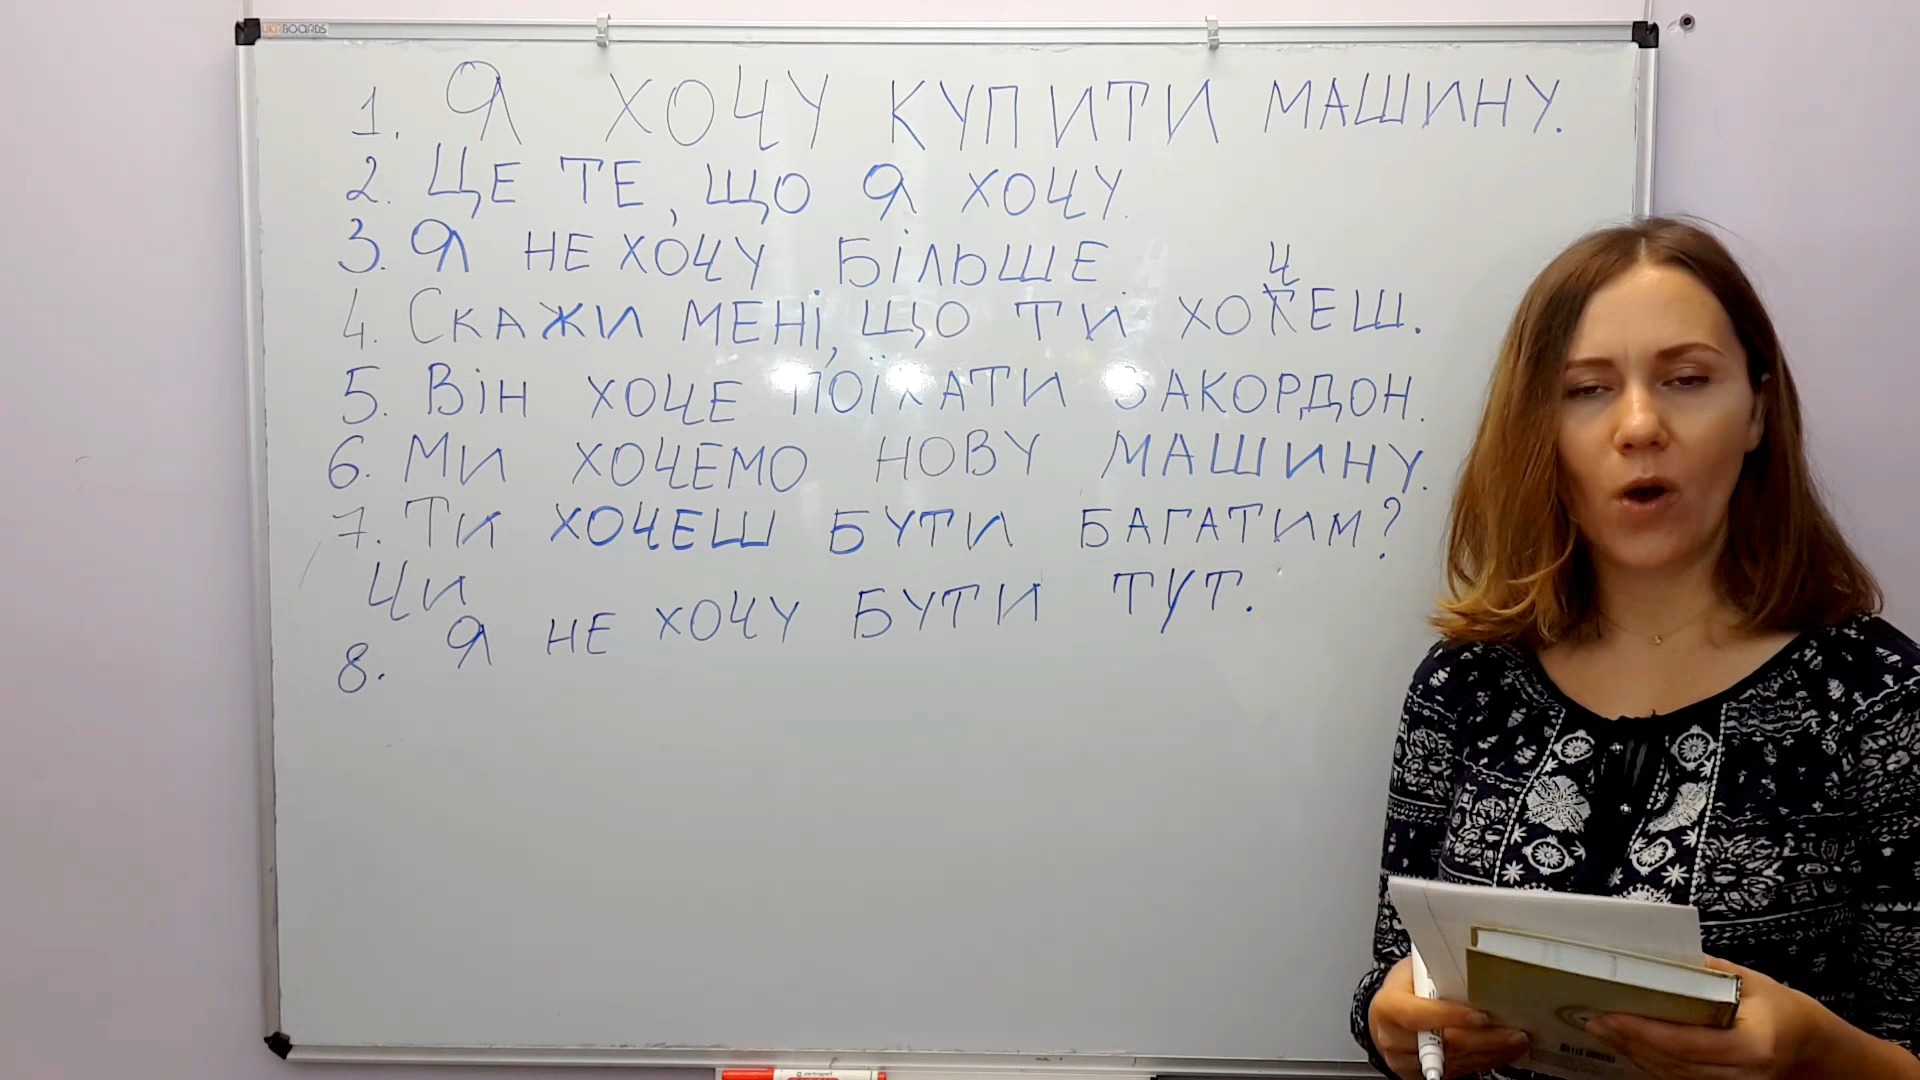 UKRBOARDS
1. Я ХОЧУ КУПИТИ МАШИНУ.
2. ЦЕ ТЕ, ЩО Я ХОЧУ.
3. Я НЕ ХОЧУ БІЛЬШЕ.
4. СКАЖИ МЕНІ, ЩО ТИ ХОЧЕШ.
5. ВІН ХОЧЕ ПОЇХАТИ ЗАКОРДОН.
6. МИ ХОЧЕМО НОВУ МАШИНУ.
7. ТИ ХОЧЕШ БУТИ БАГАТИМ?
ЧИ
8. Я НЕ ХОЧУ БУТИ ТУТ.